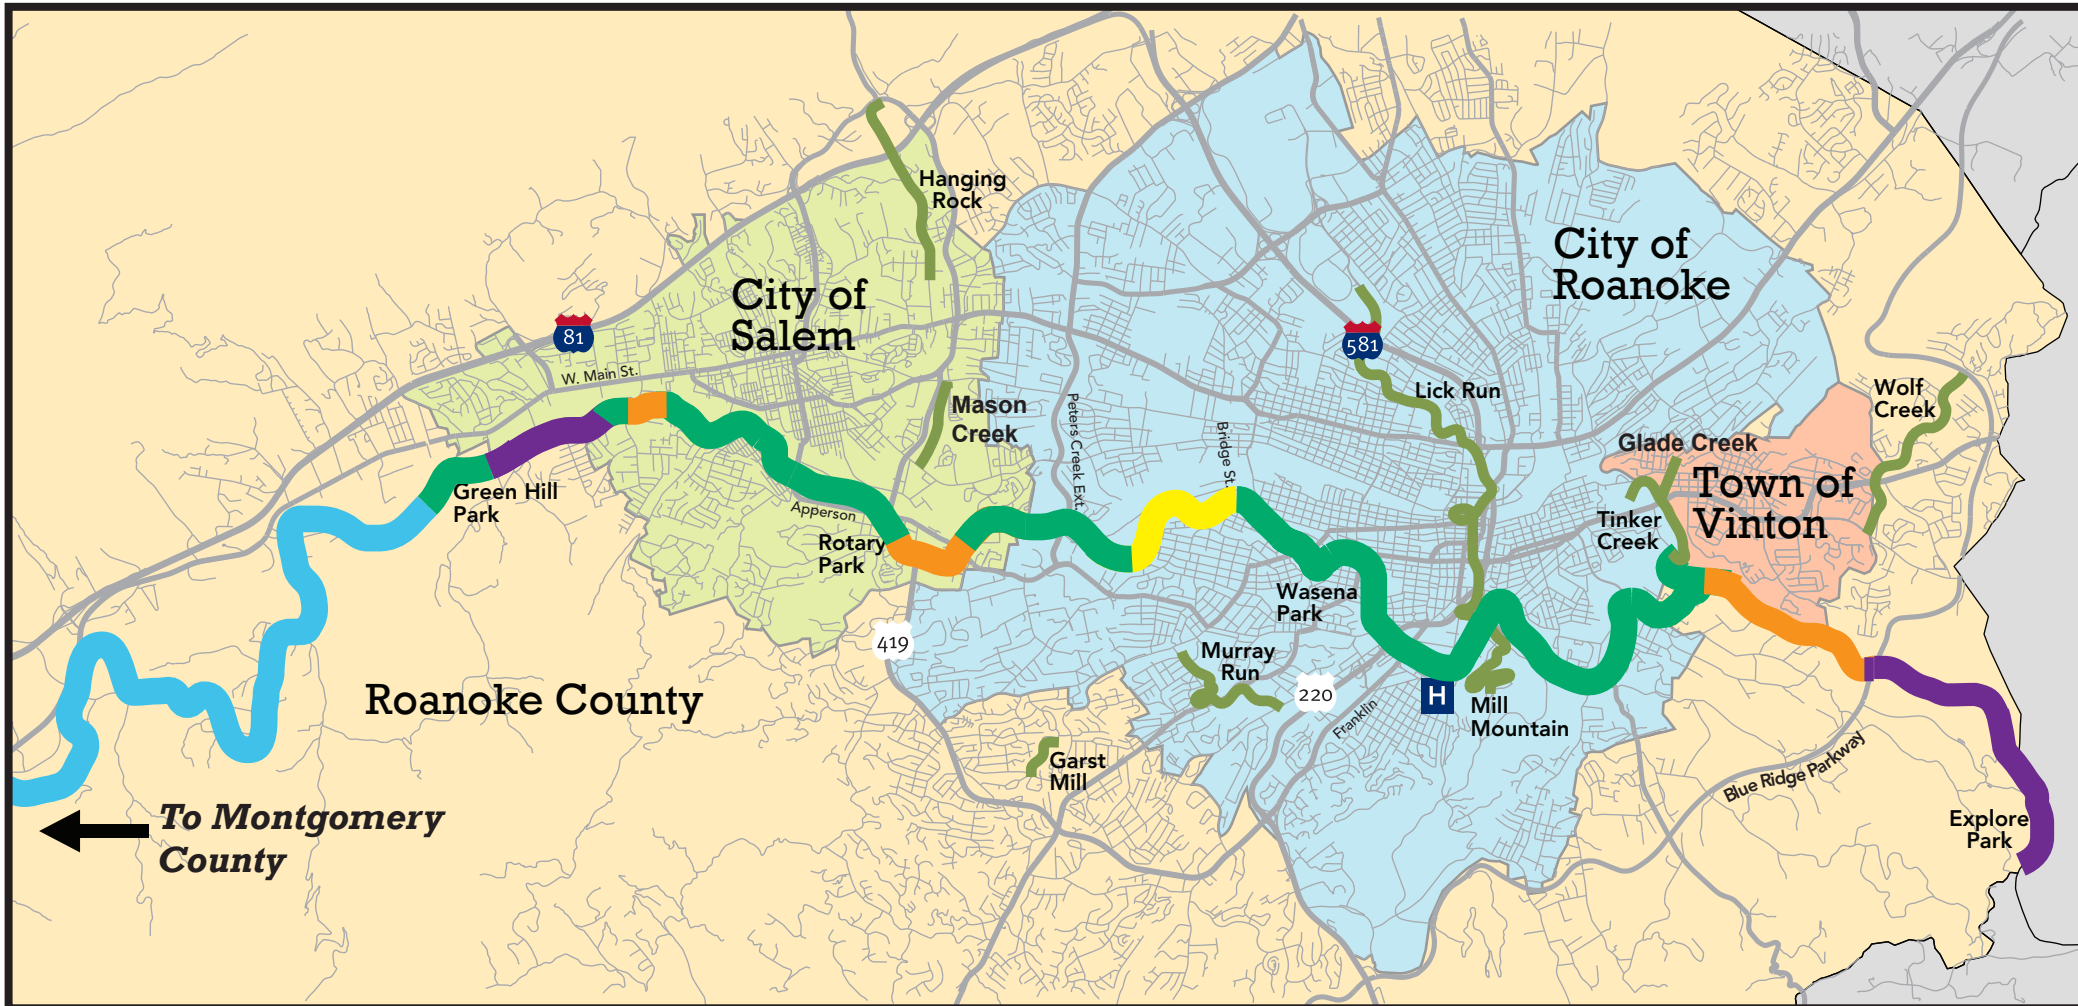 Hanging
Rock
City of
Roanoke
City of
Salem
81
581
W. Main St.
Lick Run
Wolf
Creek
Mason
Creek
Peters Creek Ext.
Bridge St.
Glade Creek
Town of
Vinton
Green Hill
Park
Apperson
Tinker
Creek
Rotary
Park
Wasena
Park
419
Murray
Run
220
H
Roanoke County
Franklin
Mill
Mountain
Garst
Mill
Blue Ridge Parkway
To Montgomery
County
Explore
Park